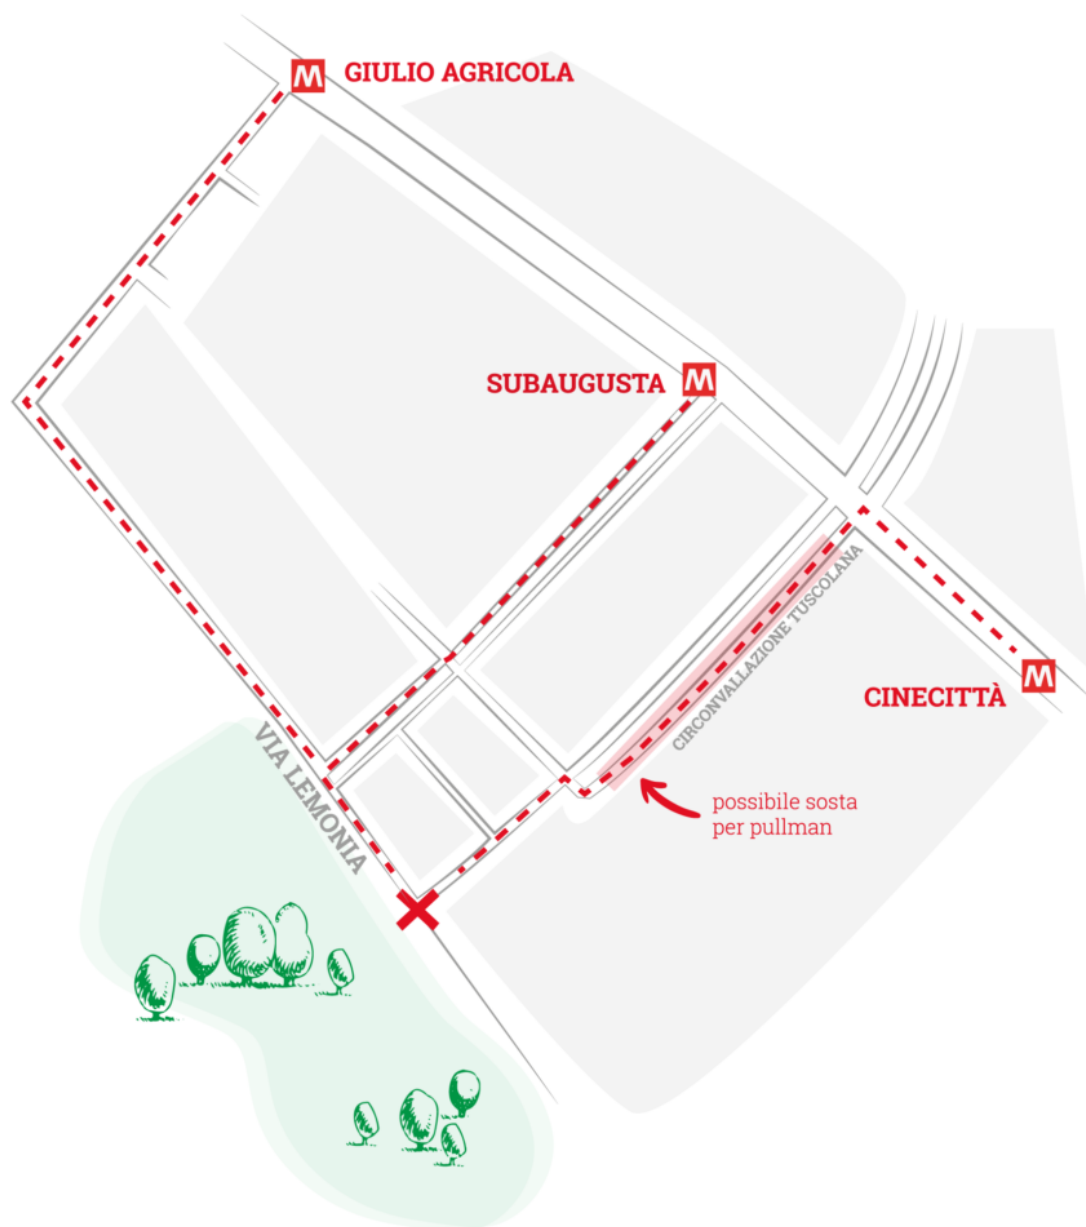 M GIULIO AGRICOLA
SUBAUGUSTA M
CIRCONVALLAZIONE TUSCOLANA
M
CINECITTÀ
VIA LEMONIA
possibile sosta
per pullman